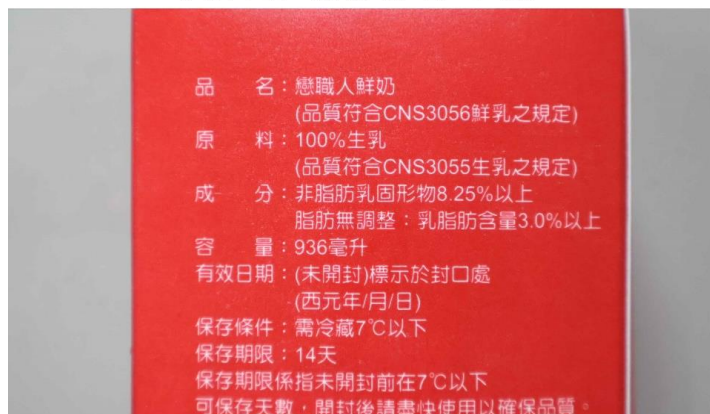 品　　名：戀職人鮮奶
(品質符合CNS3056鮮乳之規定)
原　　料：100%生乳
(品質符合CNS3055生乳之規定)
成　　分：非脂肪乳固形物8.25%以上
脂肪無調整：乳脂肪含量3.0%以上
容　　量：936毫升
有效日期：(未開封)標示於封口處
(西元年/月/日)
保存條件：需冷藏7℃以下
保存期限：14天
保存期限係指未開封前在7℃以下
可保存天數，開封後請盡快使用以確保品質。